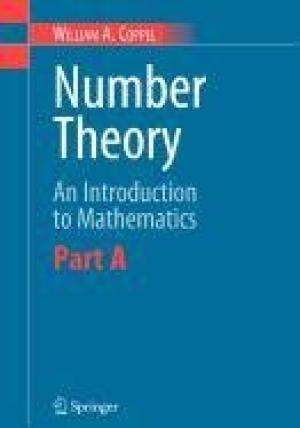 WILLIAM A. COPPEL
Number
Theory
An Introduction
to Mathematics
Part A
Springer